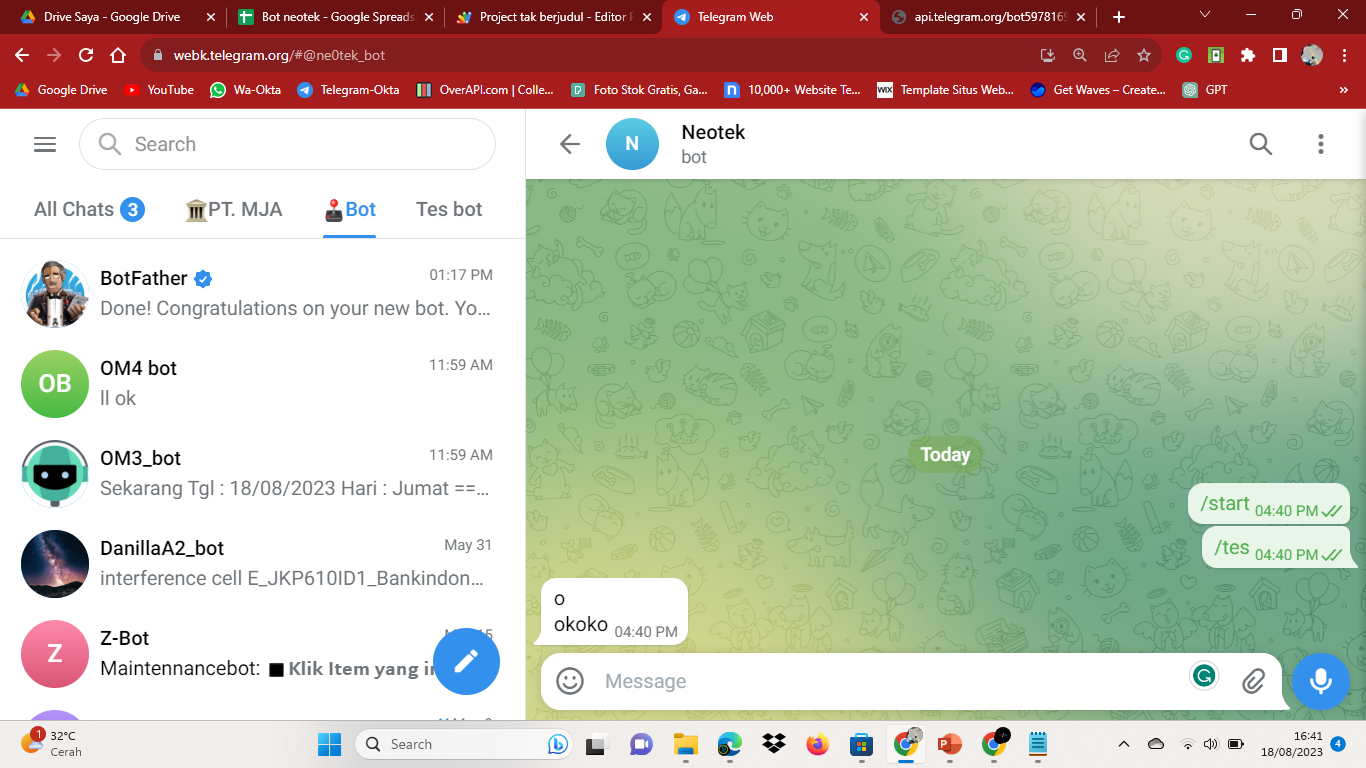 Drive Saya - Google Drive
Bot neotek - Google Spreads
Project tak berjudul - Editor P
Telegram Web
api.telegram.org/bot5978169
webk.telegram.org/#@ne0tek_bot
Google Drive
YouTube
Wa-Okta
Telegram-Okta
OverAPI.com | Colle...
Foto Stok Gratis, Ga...
10,000+ Website Te...
WIX
Template Situs Web...
Get Waves – Create...
GPT
Search
N
Neotek
bot
All Chats 3
PT. MJA
Bot
Tes bot
BotFather
01:17 PM
Done! Congratulations on your new bot. Yo...
OB
OM4 bot
11:59 AM
ll ok
OM3_bot
11:59 AM
Sekarang Tgl : 18/08/2023 Hari : Jumat ==...
DanillaA2_bot
May 31
interference cell E_JKP610ID1_Bankindon...
Z
Z-Bot
Maintennancebot: Klik Item yang in
Today
/start 04:40 PM
/tes 04:40 PM
o
okoko 04:40 PM
Message
1
32°C
Cerah
Search
16:41
18/08/2023
4